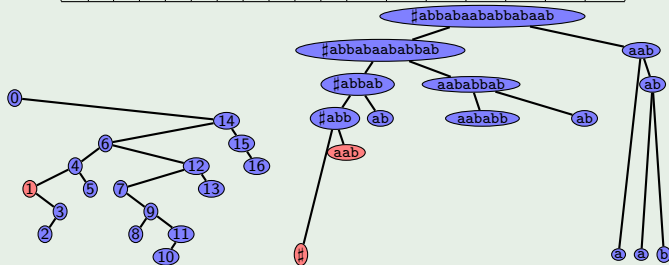 ♯abbabaababbabaab
♯abbabaababbab aab
♯abbab aababbab ab
0
♯abb ab aababb ab
14
6 15 aab
4 12 16
1 5 7 13
3 9
2 8 11
♯ a a b
10